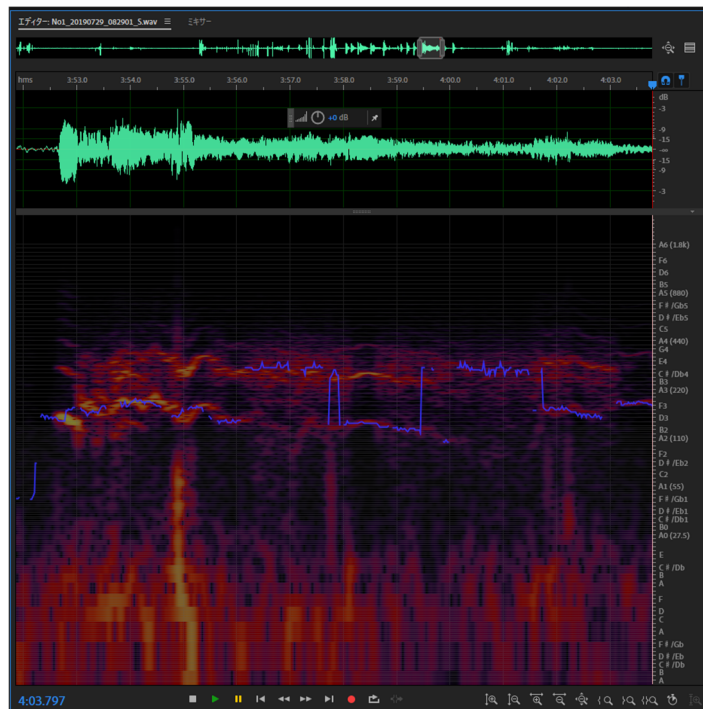 エディター: No1_20190729_082901_5.wav ≡ ミキサー
hms 3:53.0 3:54.0 3:55.0 3:56.0 3:57.0 3:58.0 3:59.0 4:00.0 4:01.0 4:02.0 4:03.0
dB
-3
+0 dB
-9
-15
-∞
-15
-9
-3
A6 (1.8k)
F6
D6
B5
A5 (880)
F # /Gb5
D # /Eb5
C5
A4 (440)
G4
E4
C # /Db4
B3
A3 (220)
F3
D3
B2
A2 (110)
F2
D # /Eb2
C2
A1 (55)
F # /Gb1
D # /Eb1
C # /Db1
B0
A0 (27.5)
E
C # /Db
B
A
F
D
C
A
F # /Gb
D # /Eb
C # /Db
B
A
4:03.797